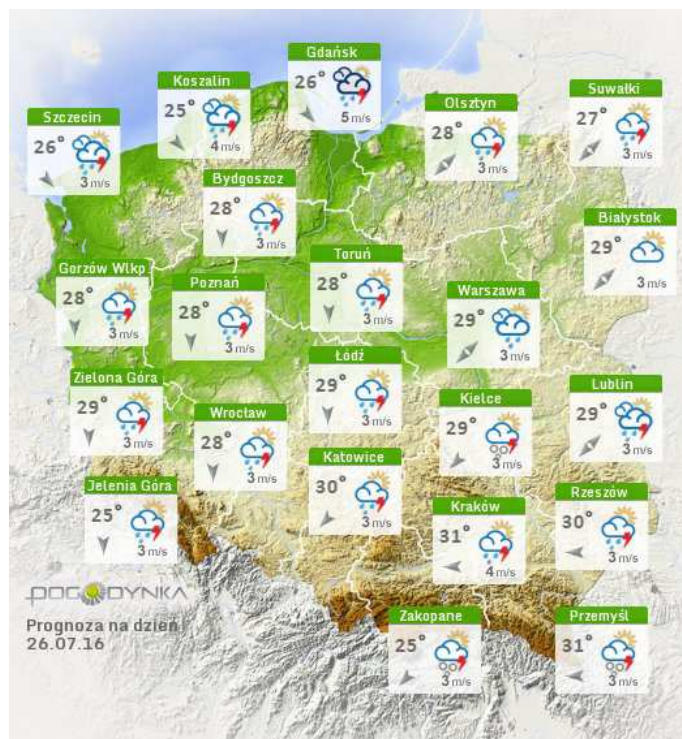 Gdańsk
26°
5 m/s
Koszalin
25°
4 m/s
Suwałki
27°
3 m/s
Olsztyn
28°
3 m/s
Szczecin
26°
3 m/s
Bydgoszcz
28°
3 m/s
Białystok
29°
3 m/s
Toruń
28°
3 m/s
Gorzów Wlkp
28°
3 m/s
Poznań
28°
3 m/s
Warszawa
29°
3 m/s
Łódź
29°
3 m/s
Zielona Góra
29°
3 m/s
Lublin
29°
3 m/s
Kielce
29°
3 m/s
Wrocław
28°
3 m/s
Katowice
30°
3 m/s
Jelenia Góra
25°
3 m/s
Rzeszów
30°
3 m/s
Kraków
31°
4 m/s
POGODYNKA
Prognoza na dzień
26.07.16
Zakopane
25°
3 m/s
Przemyśl
31°
3 m/s